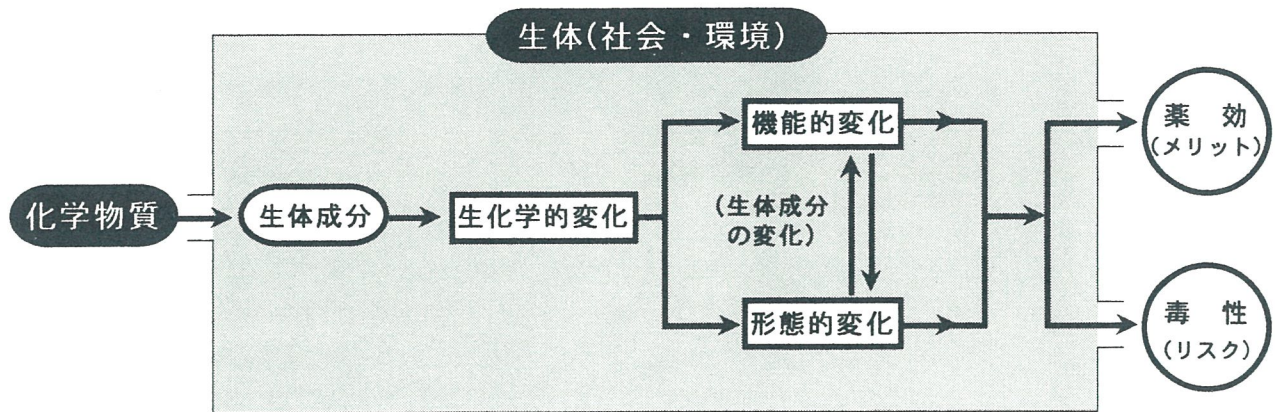 生体(社会・環境)
化学物質
生体成分
生化学的変化
機能的変化
(生体成分
の変化)
形態的変化
薬 効
(メリット)
毒 性
(リスク)